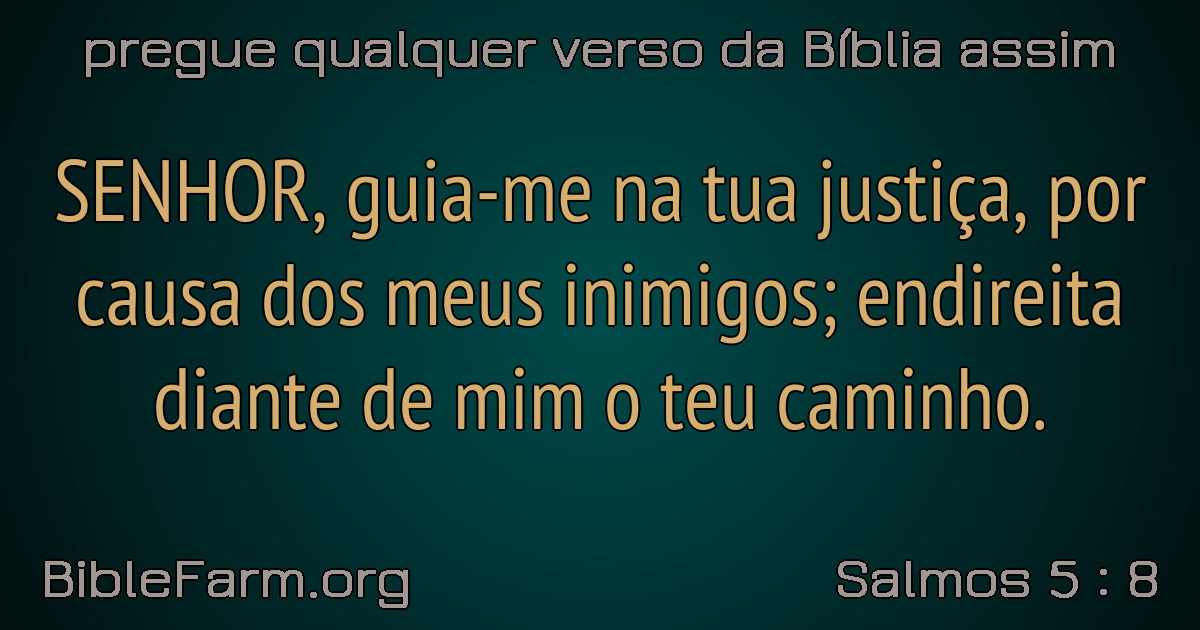 pregue qualquer verso da Bíblia assim
SENHOR, guia-me na tua justiça, por
causa dos meus inimigos; endireita
diante de mim o teu caminho.
BibleFarm.org
Salmos 5 : 8